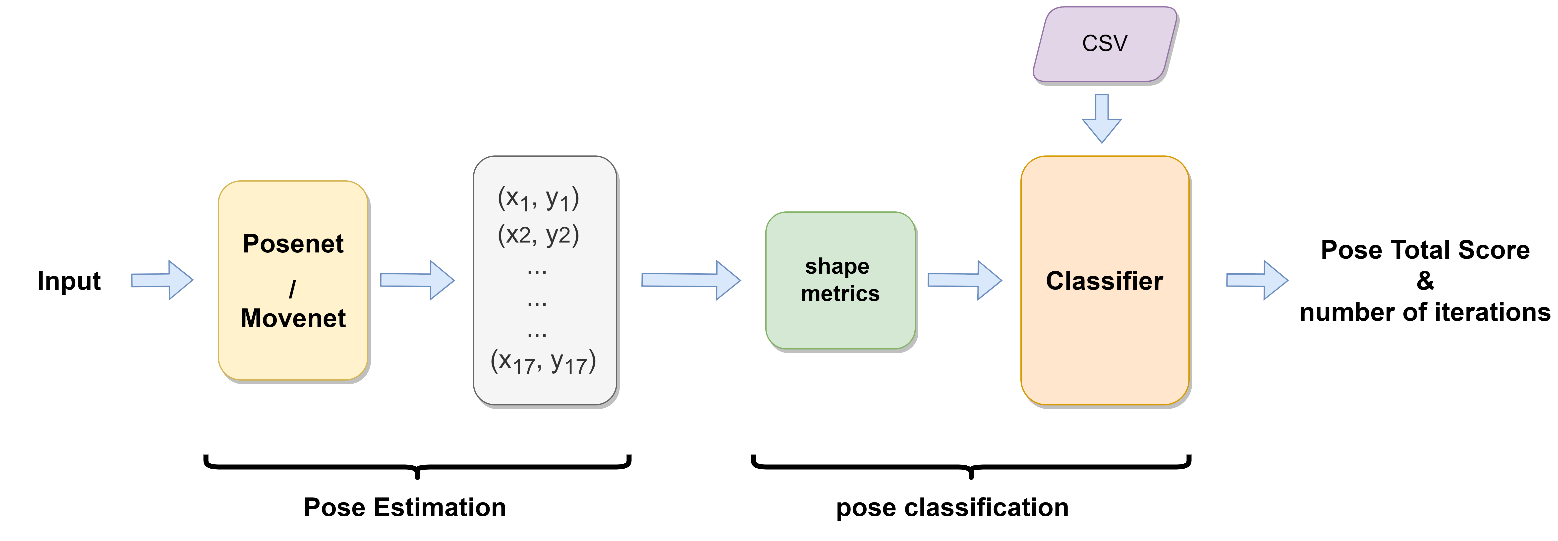 CSV
Input
Posenet
/
Movenet
(x1, y1)
(x2, y2)
...
...
...
(x17, y17)
shape
metrics
Classifier
Pose Total Score
&
number of iterations
Pose Estimation
pose classification